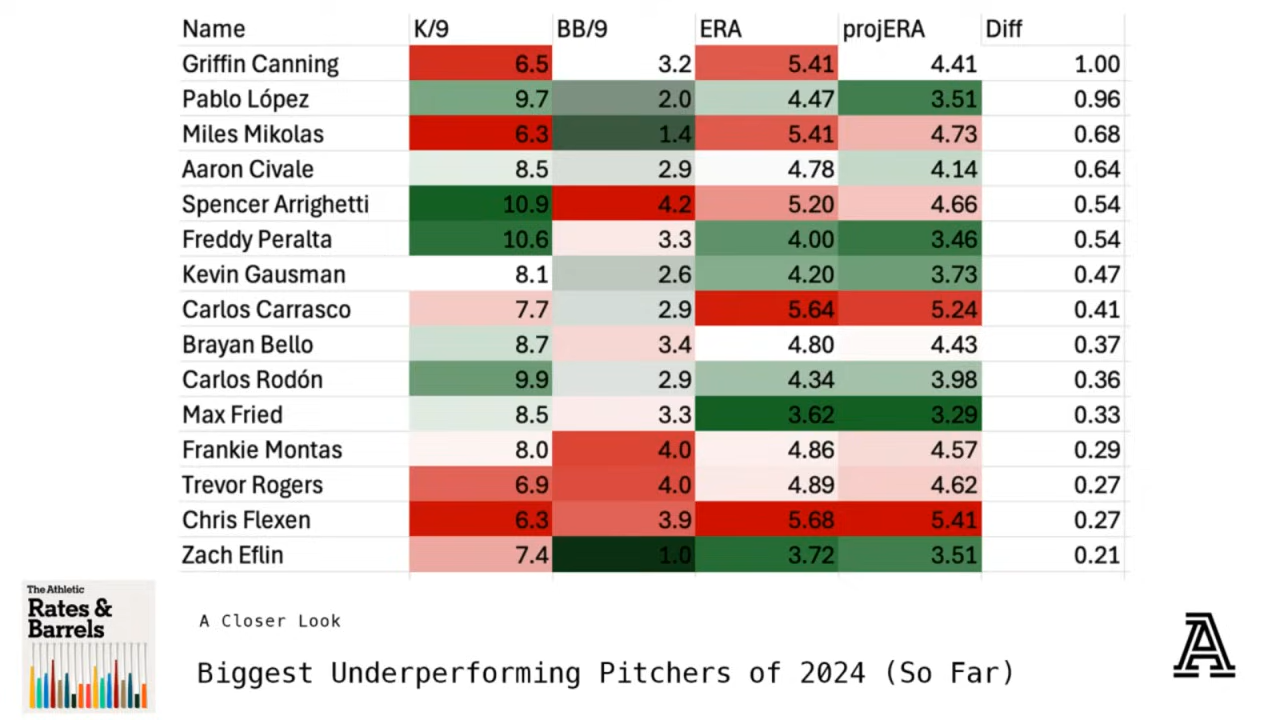 Name K/9 BB/9 ERA projERA Diff
Griffin Canning 6.5 3.2 5.41 4.41 1.00
Pablo López 9.7 2.0 4.47 3.51 0.96
Miles Mikolas 6.3 1.4 5.41 4.73 0.68
Aaron Civale 8.5 2.9 4.78 4.14 0.64
Spencer Arrighetti 10.9 4.2 5.20 4.66 0.54
Freddy Peralta 10.6 3.3 4.00 3.46 0.54
Kevin Gausman 8.1 2.6 4.20 3.73 0.47
Carlos Carrasco 7.7 2.9 5.64 5.24 0.41
Brayan Bello 8.7 3.4 4.80 4.43 0.37
Carlos Rodón 9.9 2.9 4.34 3.98 0.36
Max Fried 8.5 3.3 3.62 3.29 0.33
Frankie Montas 8.0 4.0 4.86 4.57 0.29
Trevor Rogers 6.9 4.0 4.89 4.62 0.27
Chris Flexen 6.3 3.9 5.68 5.41 0.27
Zach Eflin 7.4 1.0 3.72 3.51 0.21
The Athletic
Rates &
Barrels
A Closer Look
Biggest Underperforming Pitchers of 2024 (So Far)
A